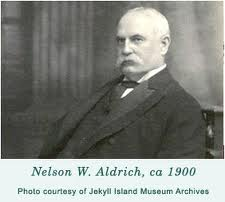 Nelson W. Aldrich, ca 1900
Photo courtesy of Jekyll Island Museum Archives